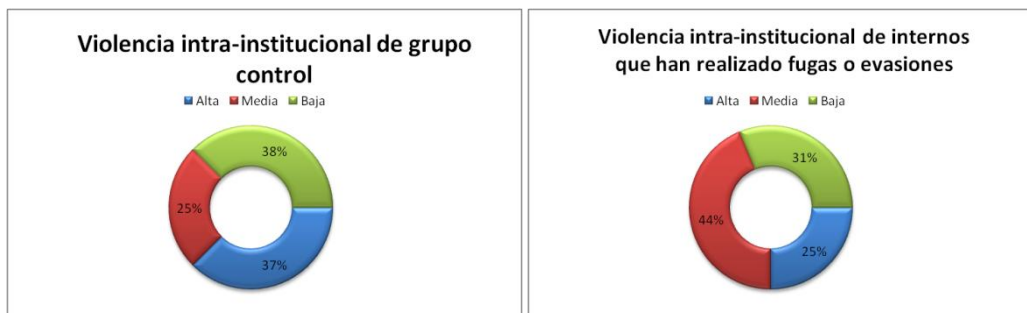 Violencia intra-institucional de grupo
control
Alta Media Baja
38%
25%
37%
Violencia intra-institucional de internos
que han realizado fugas o evasiones
Alta Media Baja
31%
44%
25%